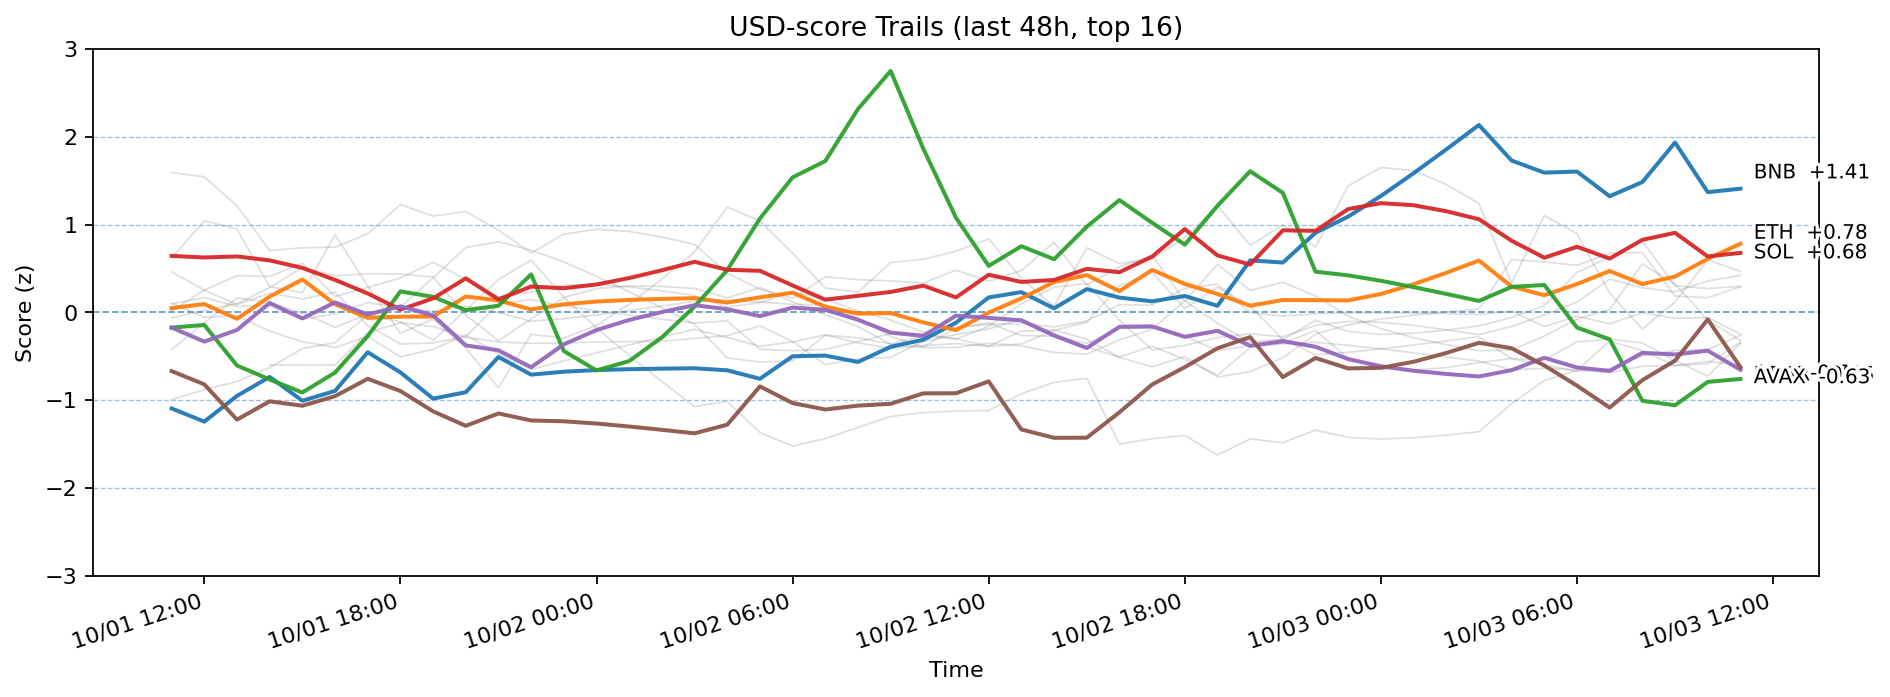 USD-score Trails (last 48h, top 16)
3
2
1
0
−1
−2
−3
Score (z)
BNB +1.41
ETH +0.78
SOL +0.68
AVAX -0.63
10/01 12:00
10/01 18:00
10/02 00:00
10/02 06:00
10/02 12:00
10/02 18:00
10/03 00:00
10/03 06:00
10/03 12:00
Time